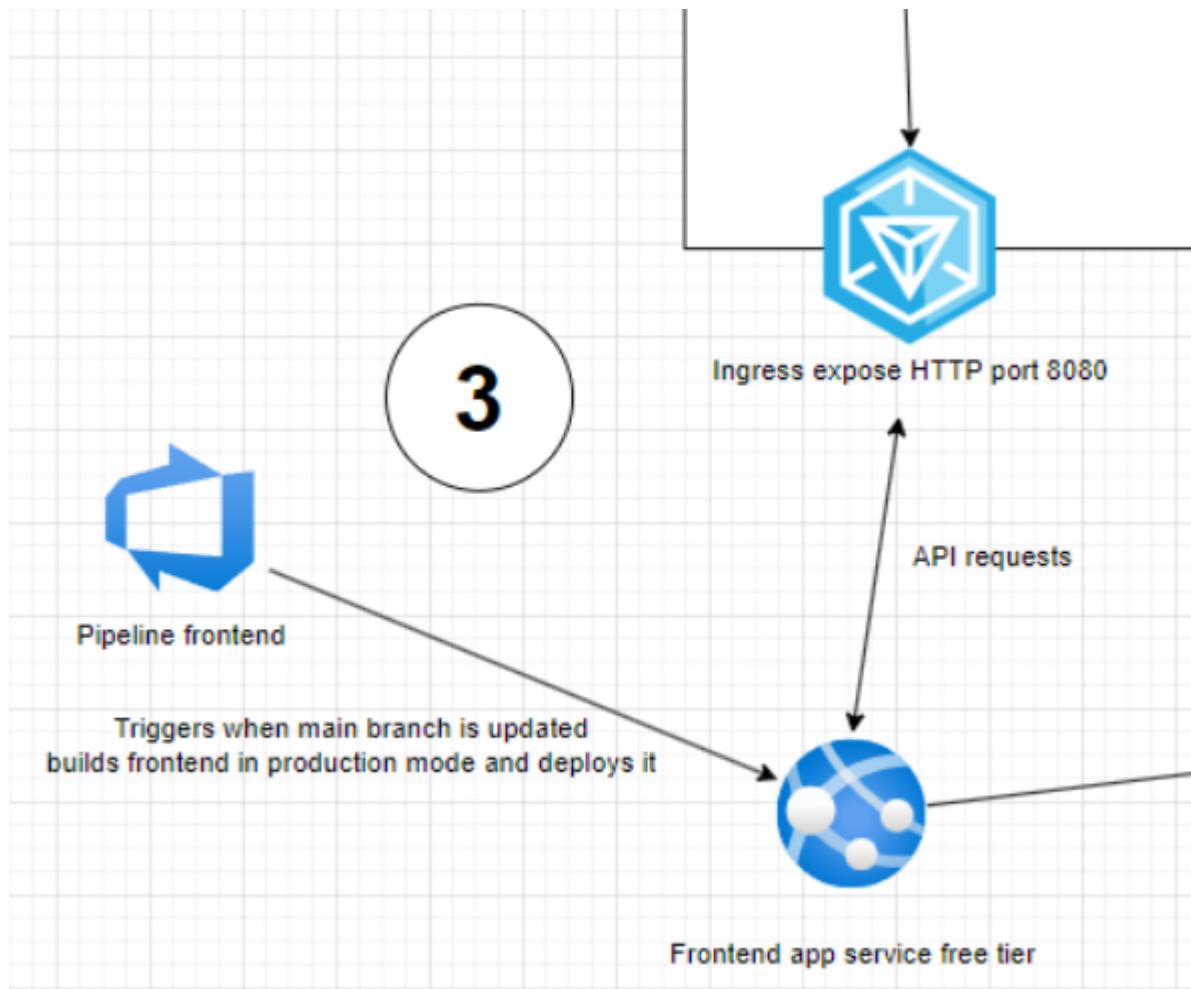 Ingress expose HTTP port 8080
3
API requests
Pipeline frontend
Triggers when main branch is updated
builds frontend in production mode and deploys it
Frontend app service free tier